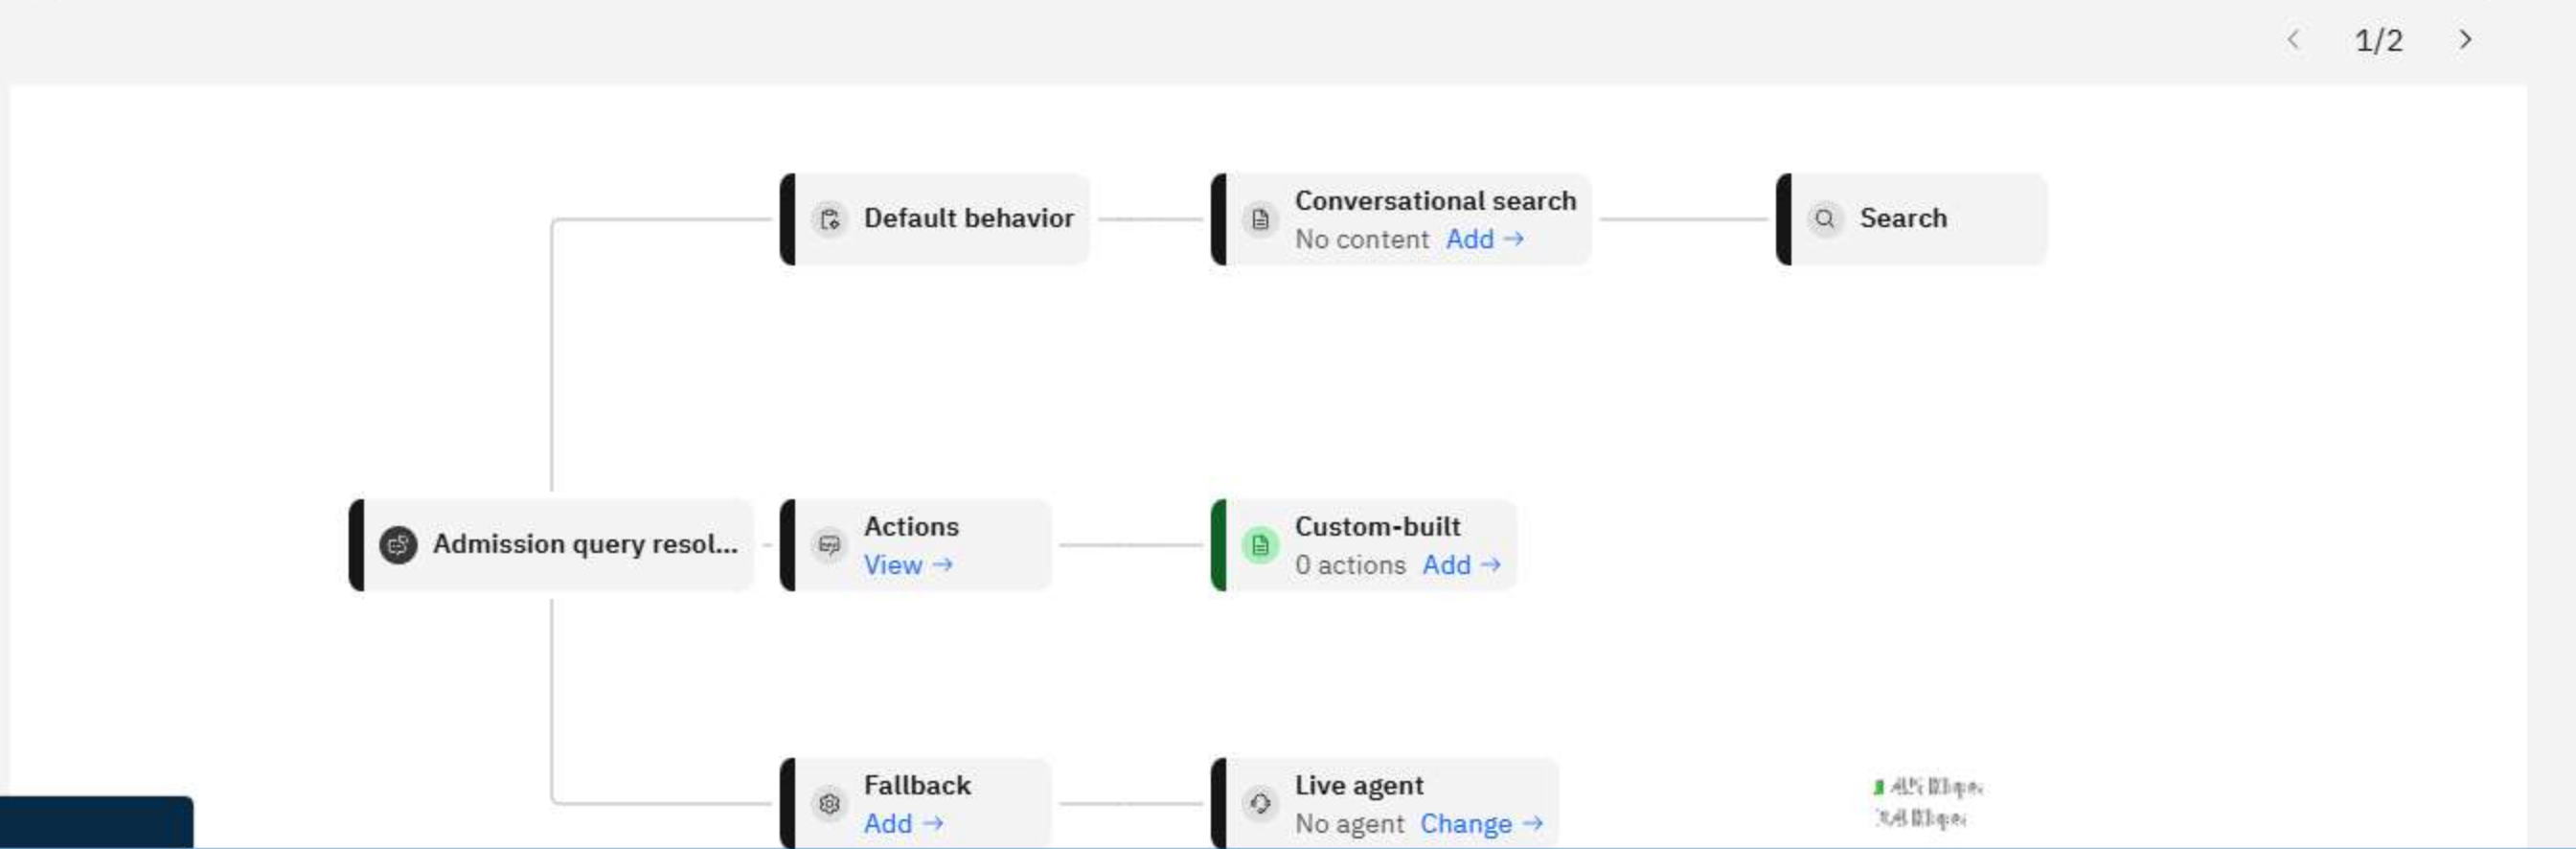 1/2
Default behavior
Conversational search
No content Add →
Search
Admission query resol...
Actions
View →
Custom-built
0 actions Add →
Fallback
Add →
Live agent
No agent Change →